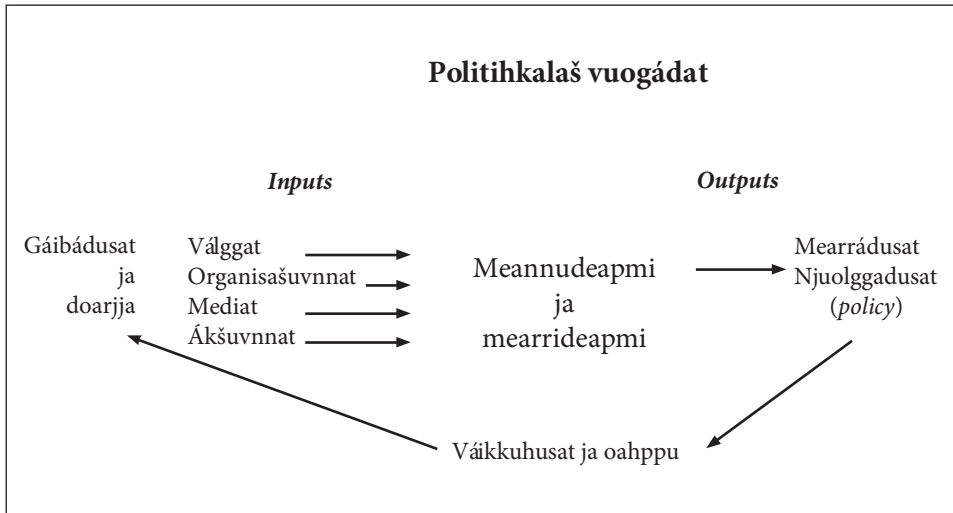 Politihkalaš vuogádat
Inputs
Outputs
Gáibádusat
ja
doarjja
Válggat
Organisašuvnnat
Mediat
Ákšuvnnat
Meannudeapmi
ja
mearrideapmi
Mearrádusat
Njuolggadusat
(policy)
Váikkuhusat ja oahppu